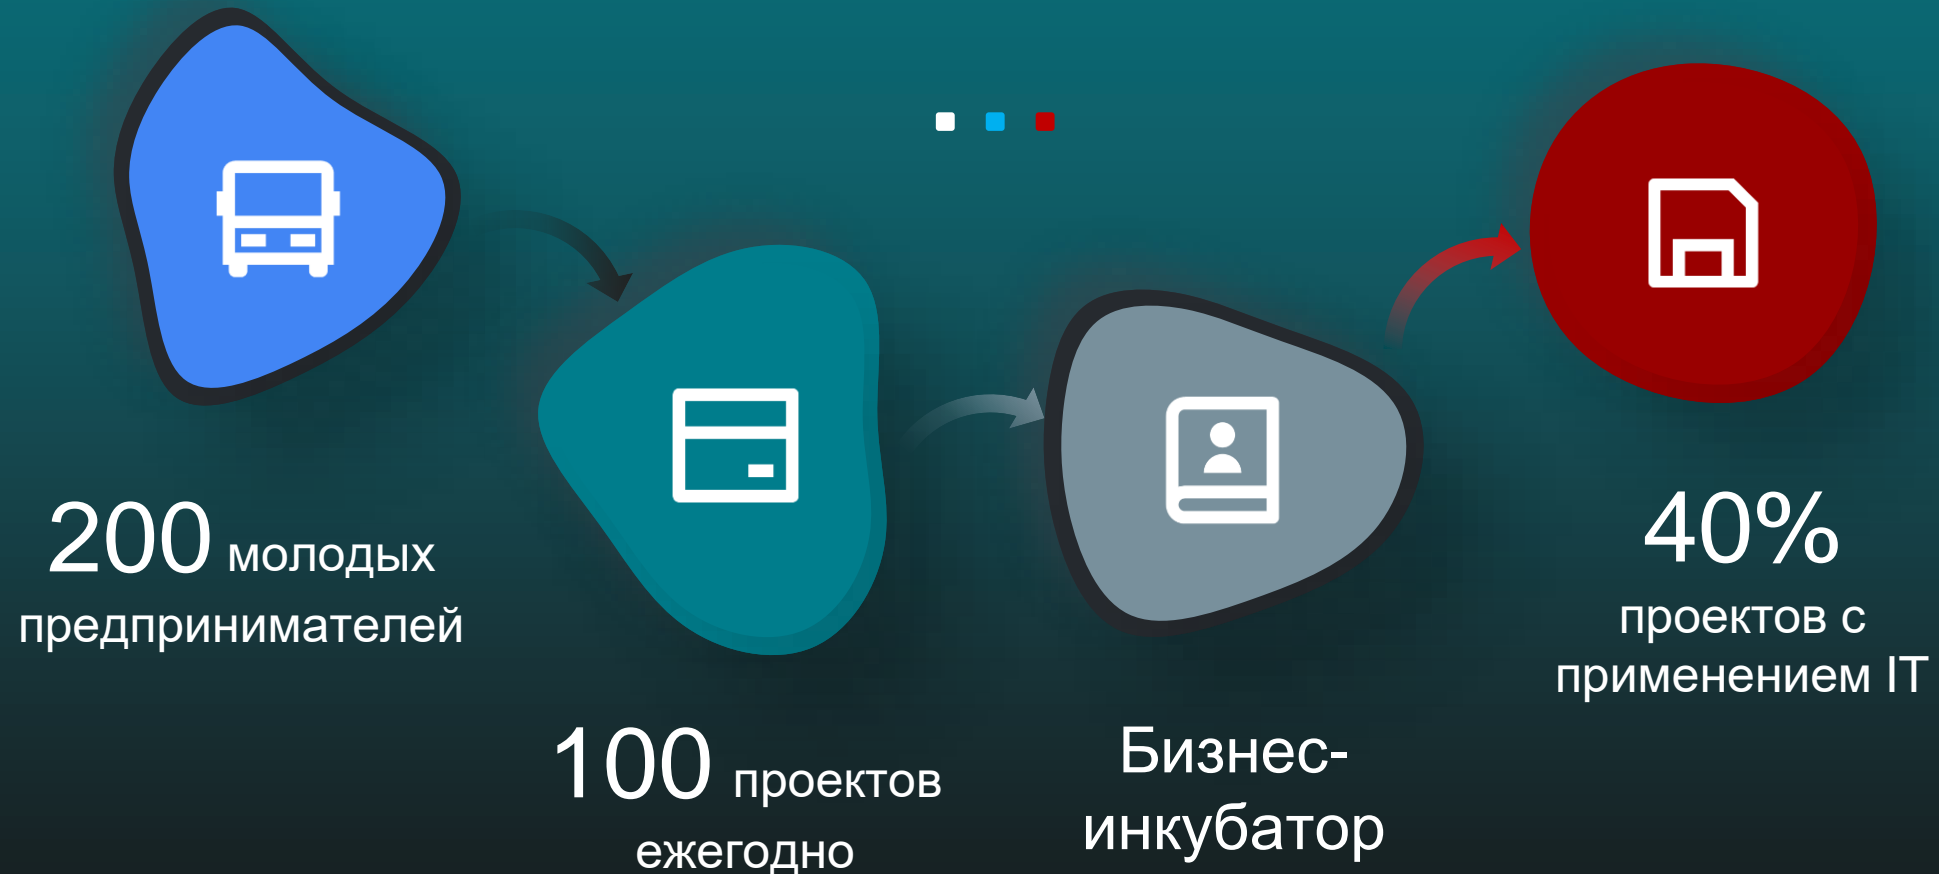 200 молодых
предпринимателей
100 проектов
ежегодно
Бизнес-
инкубатор
40%
проектов с
применением IT